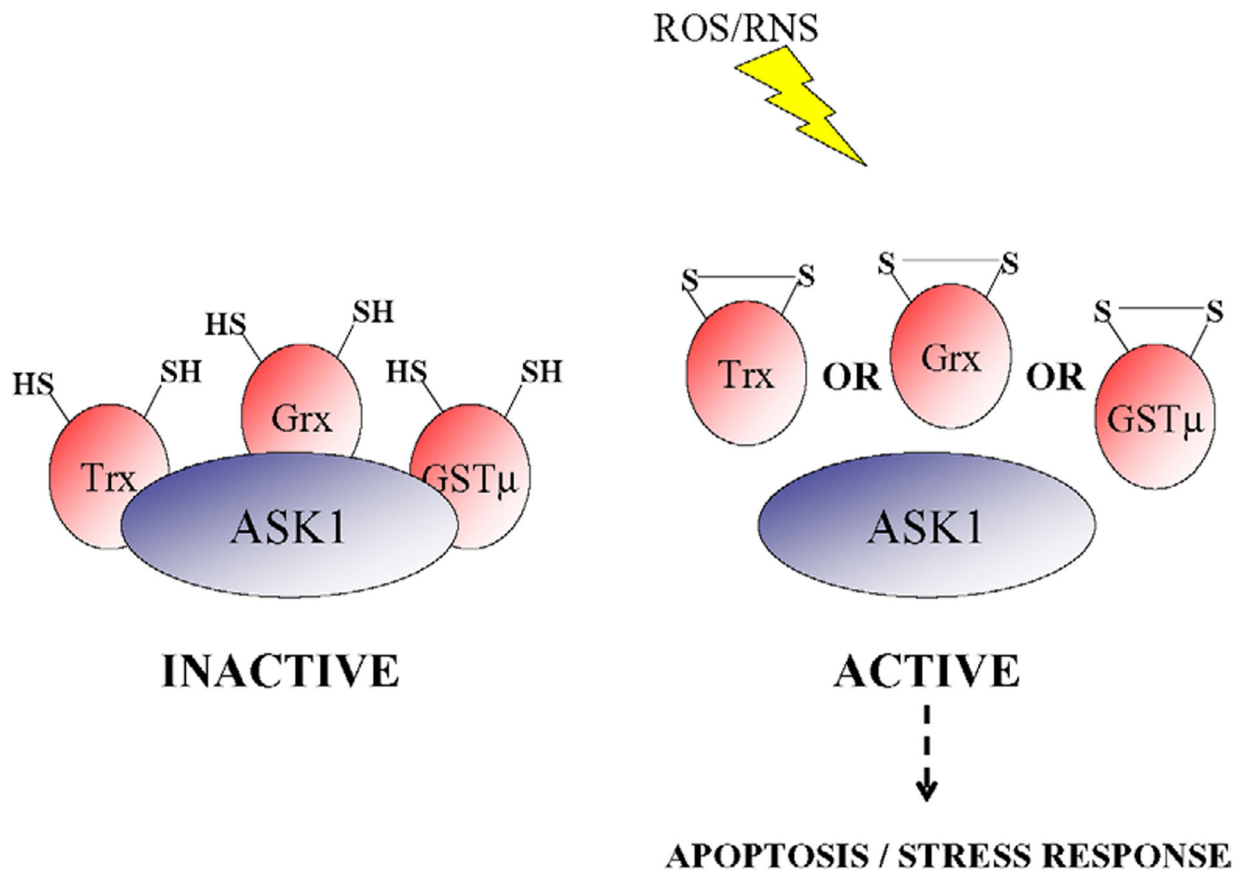 ROS/RNS
HS SH
Trx
HS SH
Grx
HS SH
GSTμ
ASK1
INACTIVE
S S
Trx
OR
S S
Grx
OR
S S
GSTμ
ASK1
ACTIVE
APOPTOSIS / STRESS RESPONSE